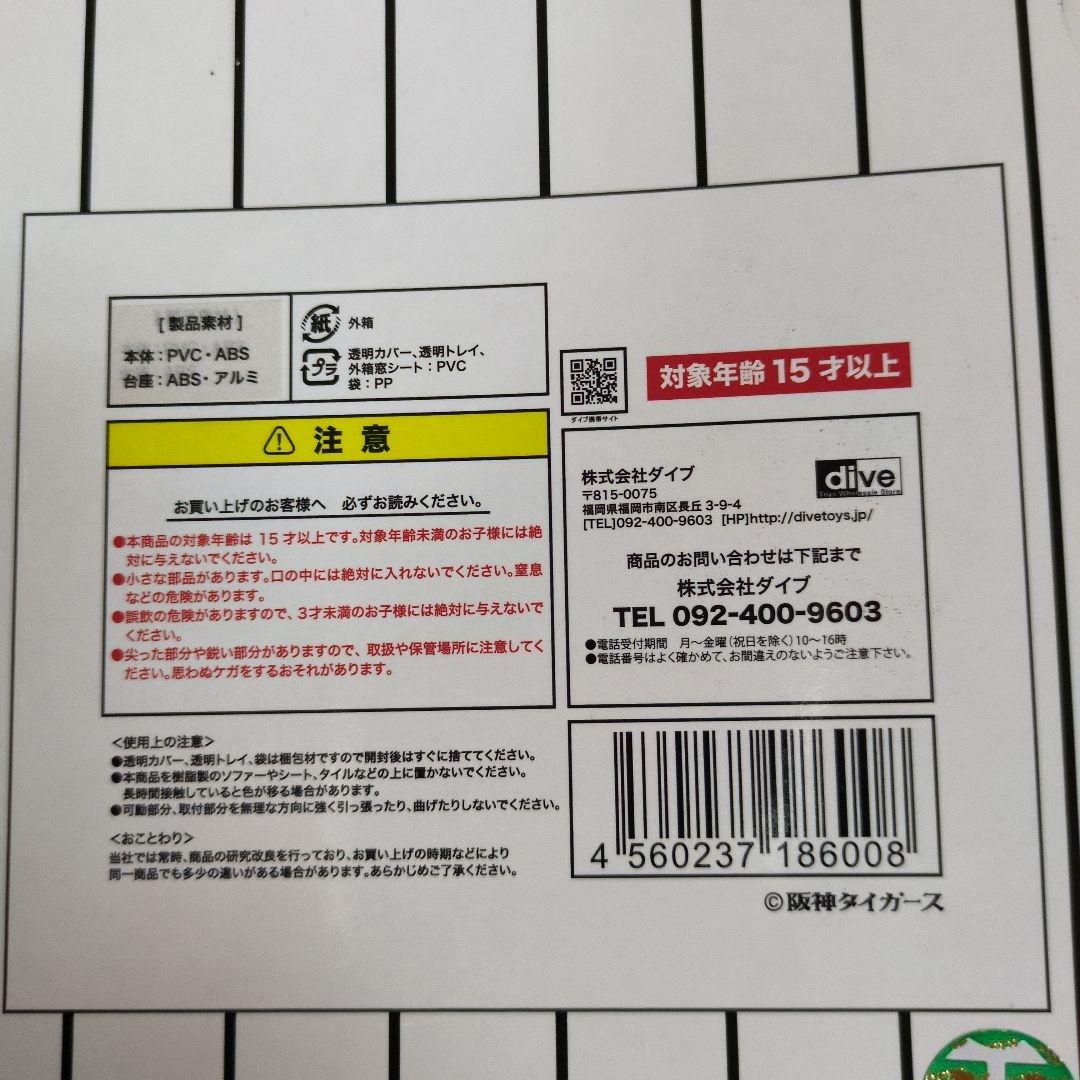 [製品素材]
本体：PVC・ABS
台座：ABS・アルミ
紙 外箱
プラ 透明カバー、透明トレイ、
外箱窓シート：PVC
袋：PP
ダイブ携帯サイト
対象年齢15才以上
注意
お買い上げのお客様へ　必ずお読みください。
●本商品の対象年齢は15才以上です。対象年齢未満のお子様には絶
対に与えないでください。
●小さな部品があります。口の中には絶対に入れないでください。窒息
などの危険があります。
●誤飲の危険がありますので、3才未満のお子様には絶対に与えないで
ください。
●尖った部分や鋭い部分がありますので、取扱や保管場所に注意してく
ださい。思わぬケガをするおそれがあります。
株式会社ダイブ
〒815-0075
福岡県福岡市南区長丘3-9-4
[TEL]092-400-9603 [HP]http://divetoys.jp/
dive
Toys Wholesale Store
商品のお問い合わせは下記まで
株式会社ダイブ
TEL 092-400-9603
●電話受付期間　月～金曜（祝日を除く）10～16時
●電話番号はよく確かめて、お間違えのないようご注意下さい。
<使用上の注意>
●透明カバー、透明トレイ、袋は梱包材ですので開封後はすぐに捨ててください。
●本商品を樹脂製のソファーやシート、タイルなどの上に置かないでください。
長時間接触していると色が移る場合があります。
●可動部分、取付部分を無理な方向に強く引っ張ったり、曲げたりしないでください。
<おことわり>
当社では常時、商品の研究改良を行っており、お買い上げの時期などにより
同一商品でも多少の違いがある場合があります。あらかじめご了承ください。
4 560237 186008
©阪神タイガース